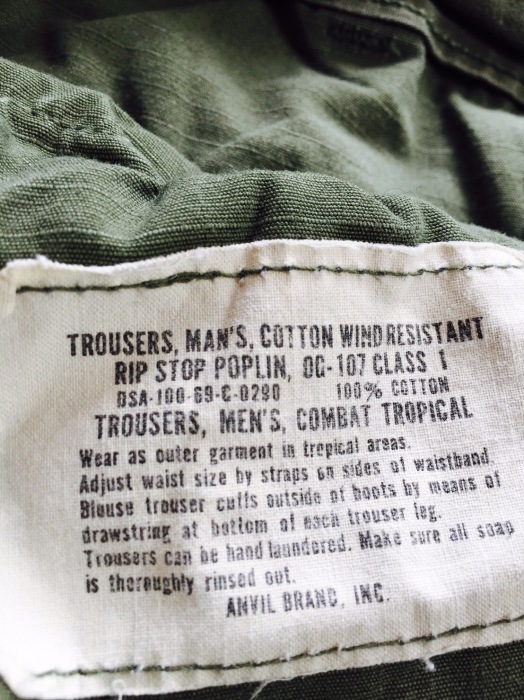 TROUSERS, MAN'S, COTTON WIND RESISTANT
RIP STOP POPLIN, OG-107 CLASS 1
DSA-100-69-C-0290 100% COTTON
TROUSERS, MEN'S, COMBAT TROPICAL
Wear as outer garment in tropical areas.
Adjust waist size by straps on sides of waistband.
Blouse trouser cuffs outside of boots by means of
drawstring at bottom of each trouser leg.
Trousers can be hand laundered. Make sure all soap
is thoroughly rinsed out.
ANVIL BRAND, INC.